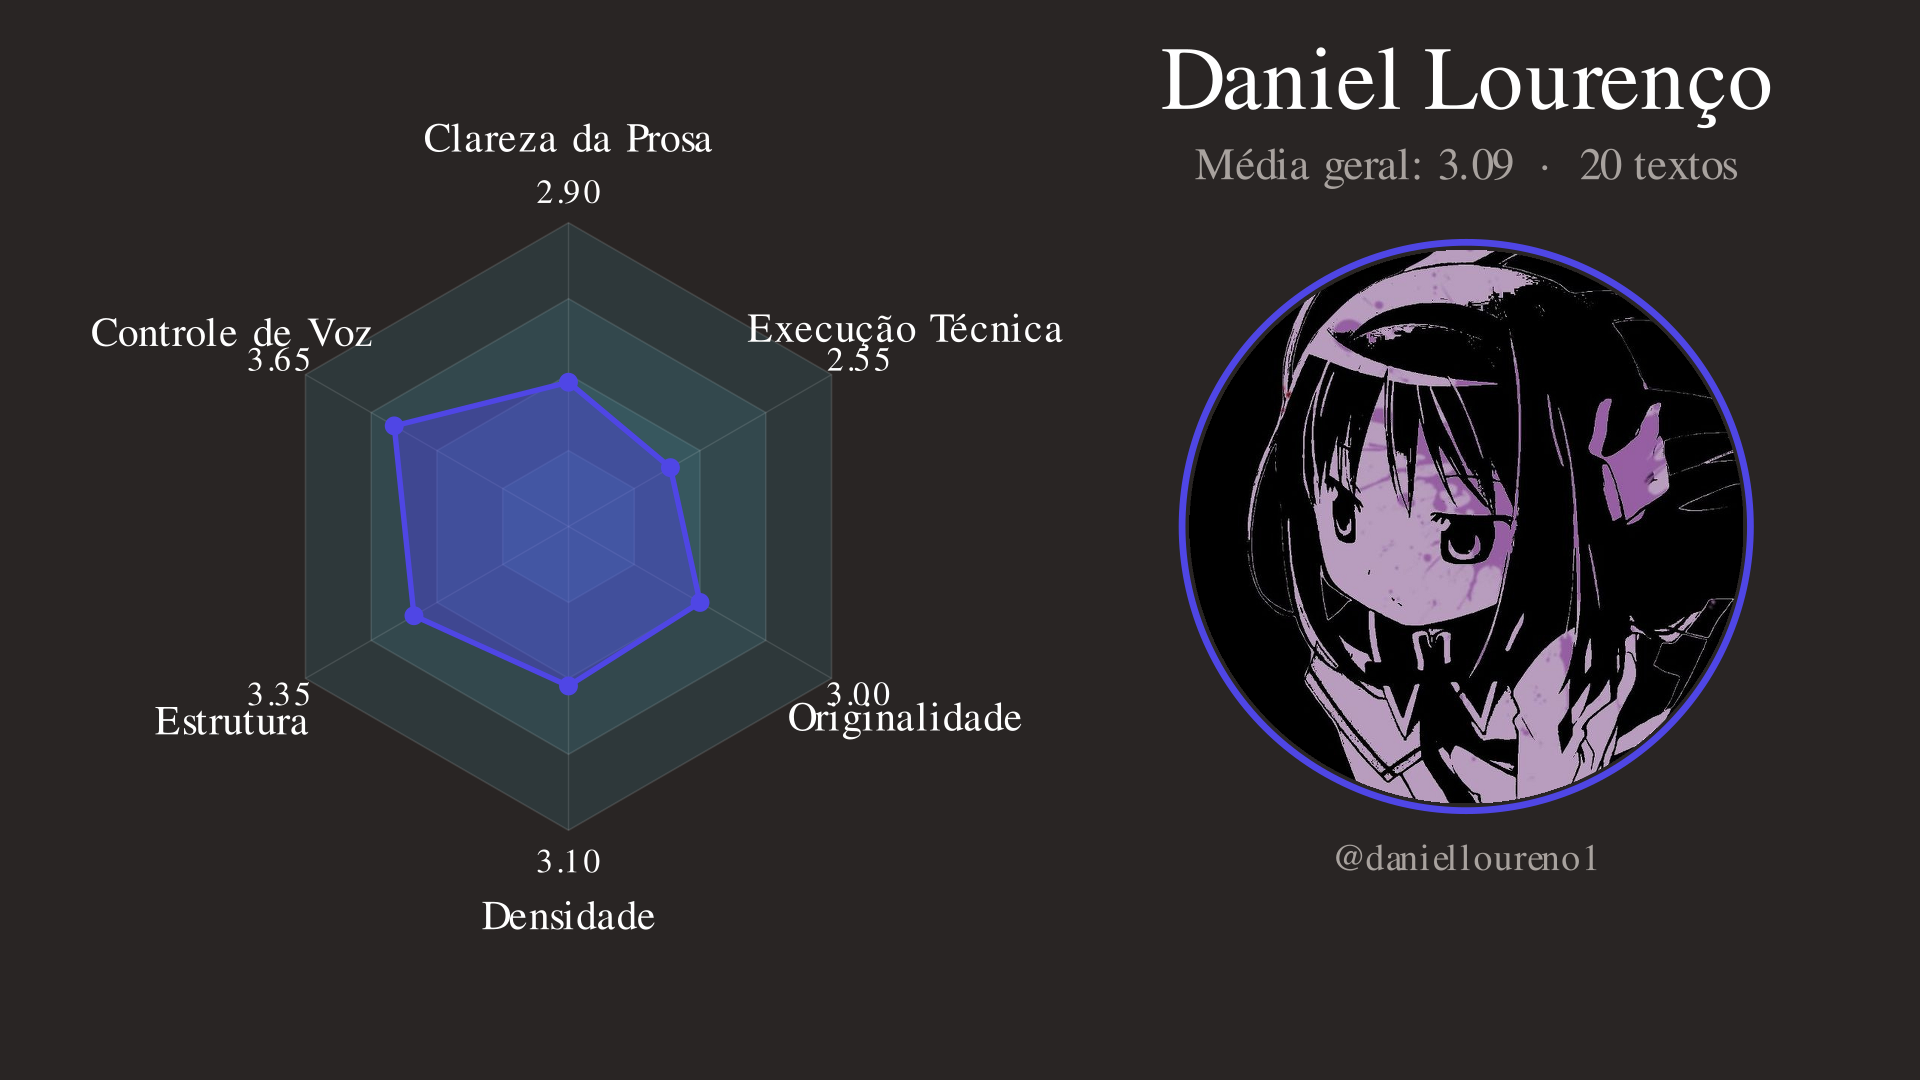 Daniel Lourenço
Média geral: 3.09 · 20 textos
Clareza da Prosa
2.90
Controle de Voz
3.65
Execução Técnica
2.55
3.35
Estrutura
3.00
Originalidade
3.10
Densidade
@danielloureno1